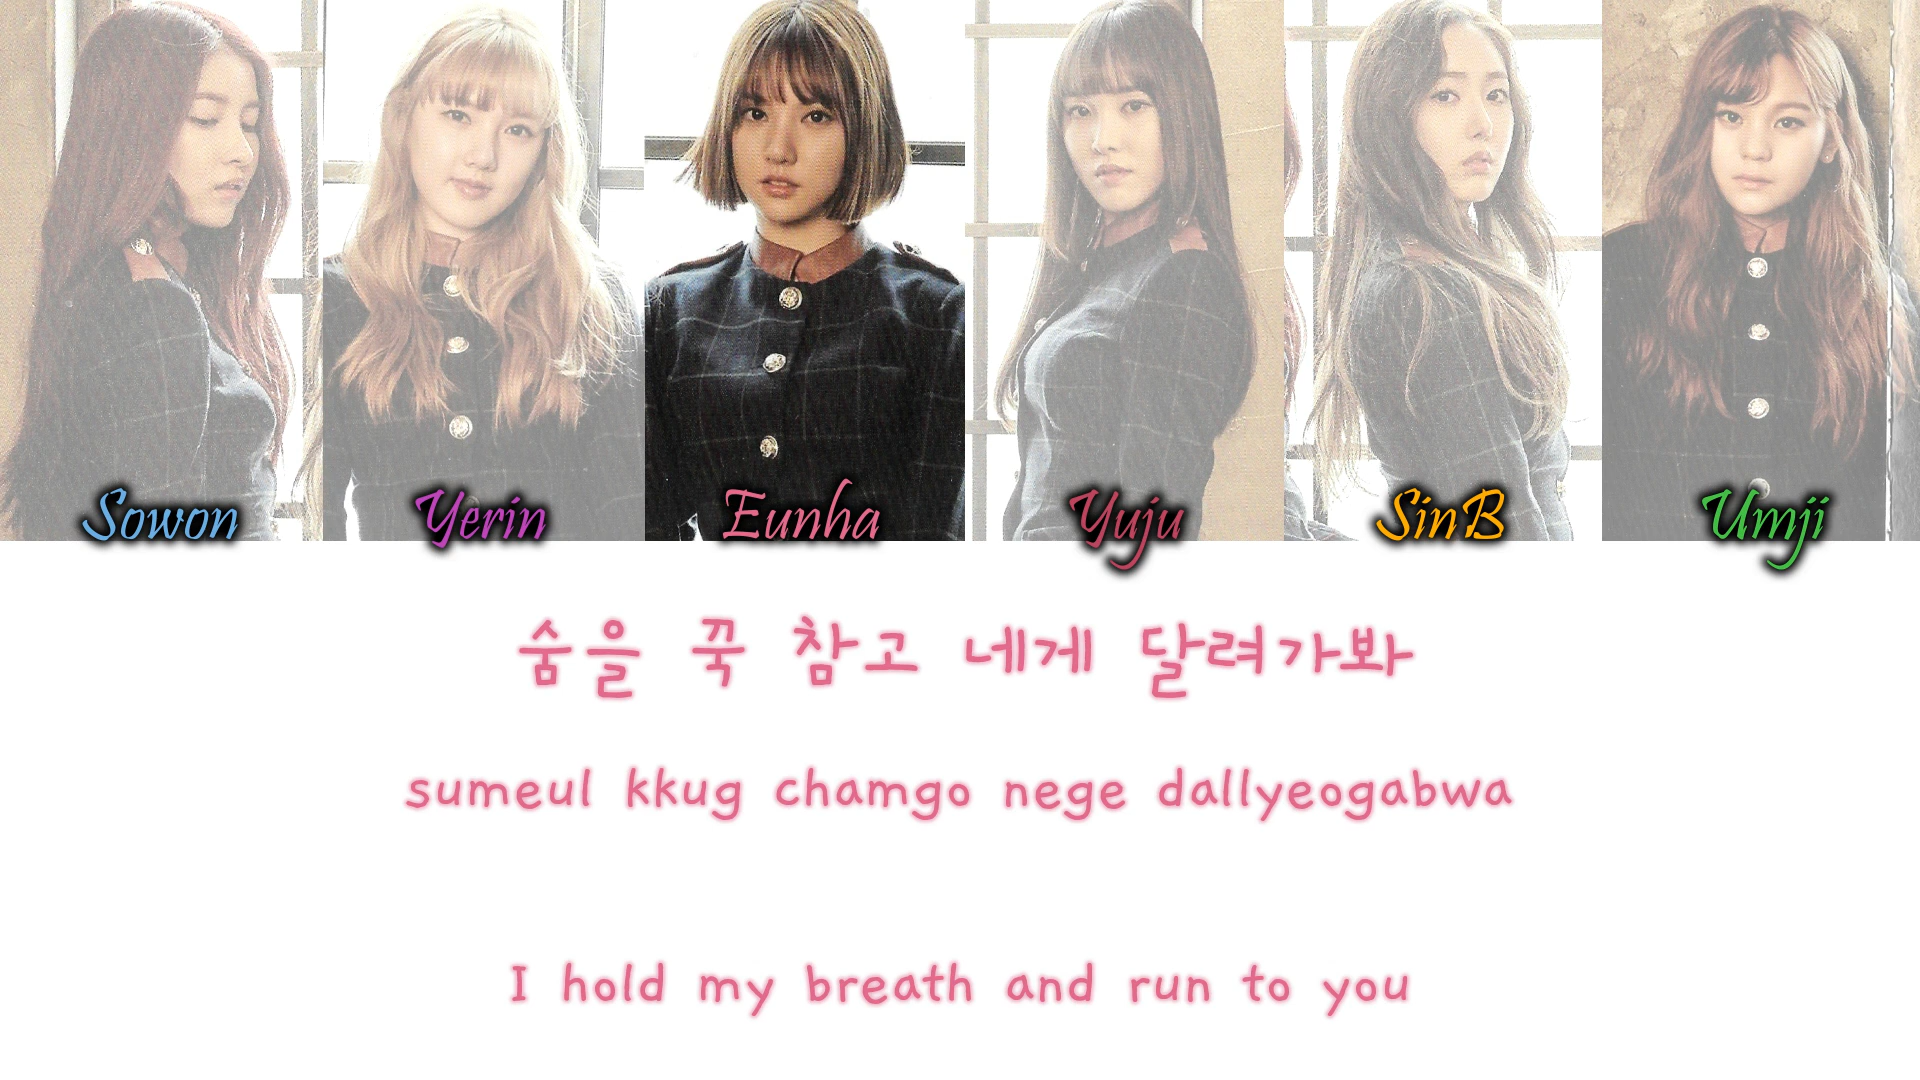 Sowon Yerin Eunha Yuju SinB Umji
숨을 꾹 참고 네게 달려가봐
sumeul kkug chamgo nege dallyeogabwa
I hold my breath and run to you